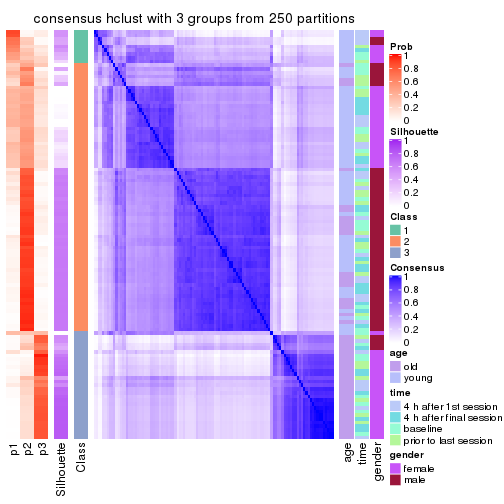 consensus hclust with 3 groups from 250 partitions
Prob
1
0.8
0.6
0.4
0.2
0
Silhouette
1
0.8
0.6
0.4
0.2
0
Class
1
2
3
Consensus
1
0.8
0.6
0.4
0.2
0
age
old
young
time
4 h after 1st session
4 h after final session
baseline
prior to last session
gender
female
male
p1
p2
p3
Silhouette
Class
age
time
gender